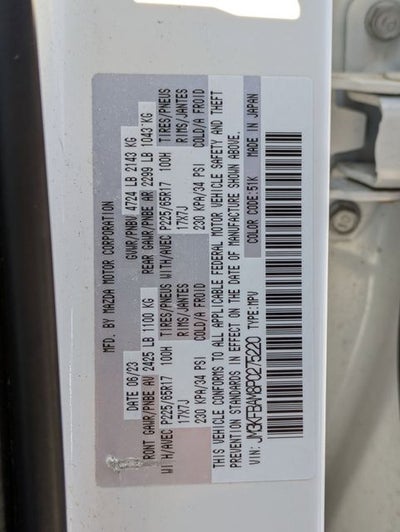 MFD. BY MAZDA MOTOR CORPORATION
DATE 06/23 GVWR/PNBV 4724 LB 2143 KG
FRONT GAWR/PNBE AV 2425 LB 1100 KG REAR GAWR/PNBE AR 2299 LB 1043 KG
WITH/AVEC P225/65R17 100H TIRES/PNEUS WITH/AVEC P225/65R17 100H TIRES/PNEUS
17X7J RIMS/JANTES 17X7J RIMS/JANTES
230 KPA/34 PSI COLD/A FROID 230 KPA/34 PSI COLD/A FROID
THIS VEHICLE CONFORMS TO ALL APPLICABLE FEDERAL MOTOR VEHICLE SAFETY AND THEFT
PREVENTION STANDARDS IN EFFECT ON THE DATE OF MANUFACTURE SHOWN ABOVE.
VIN: JM3KFBAM8P0275220 TYPE:MPV COLOR CODE:51K MADE IN JAPAN